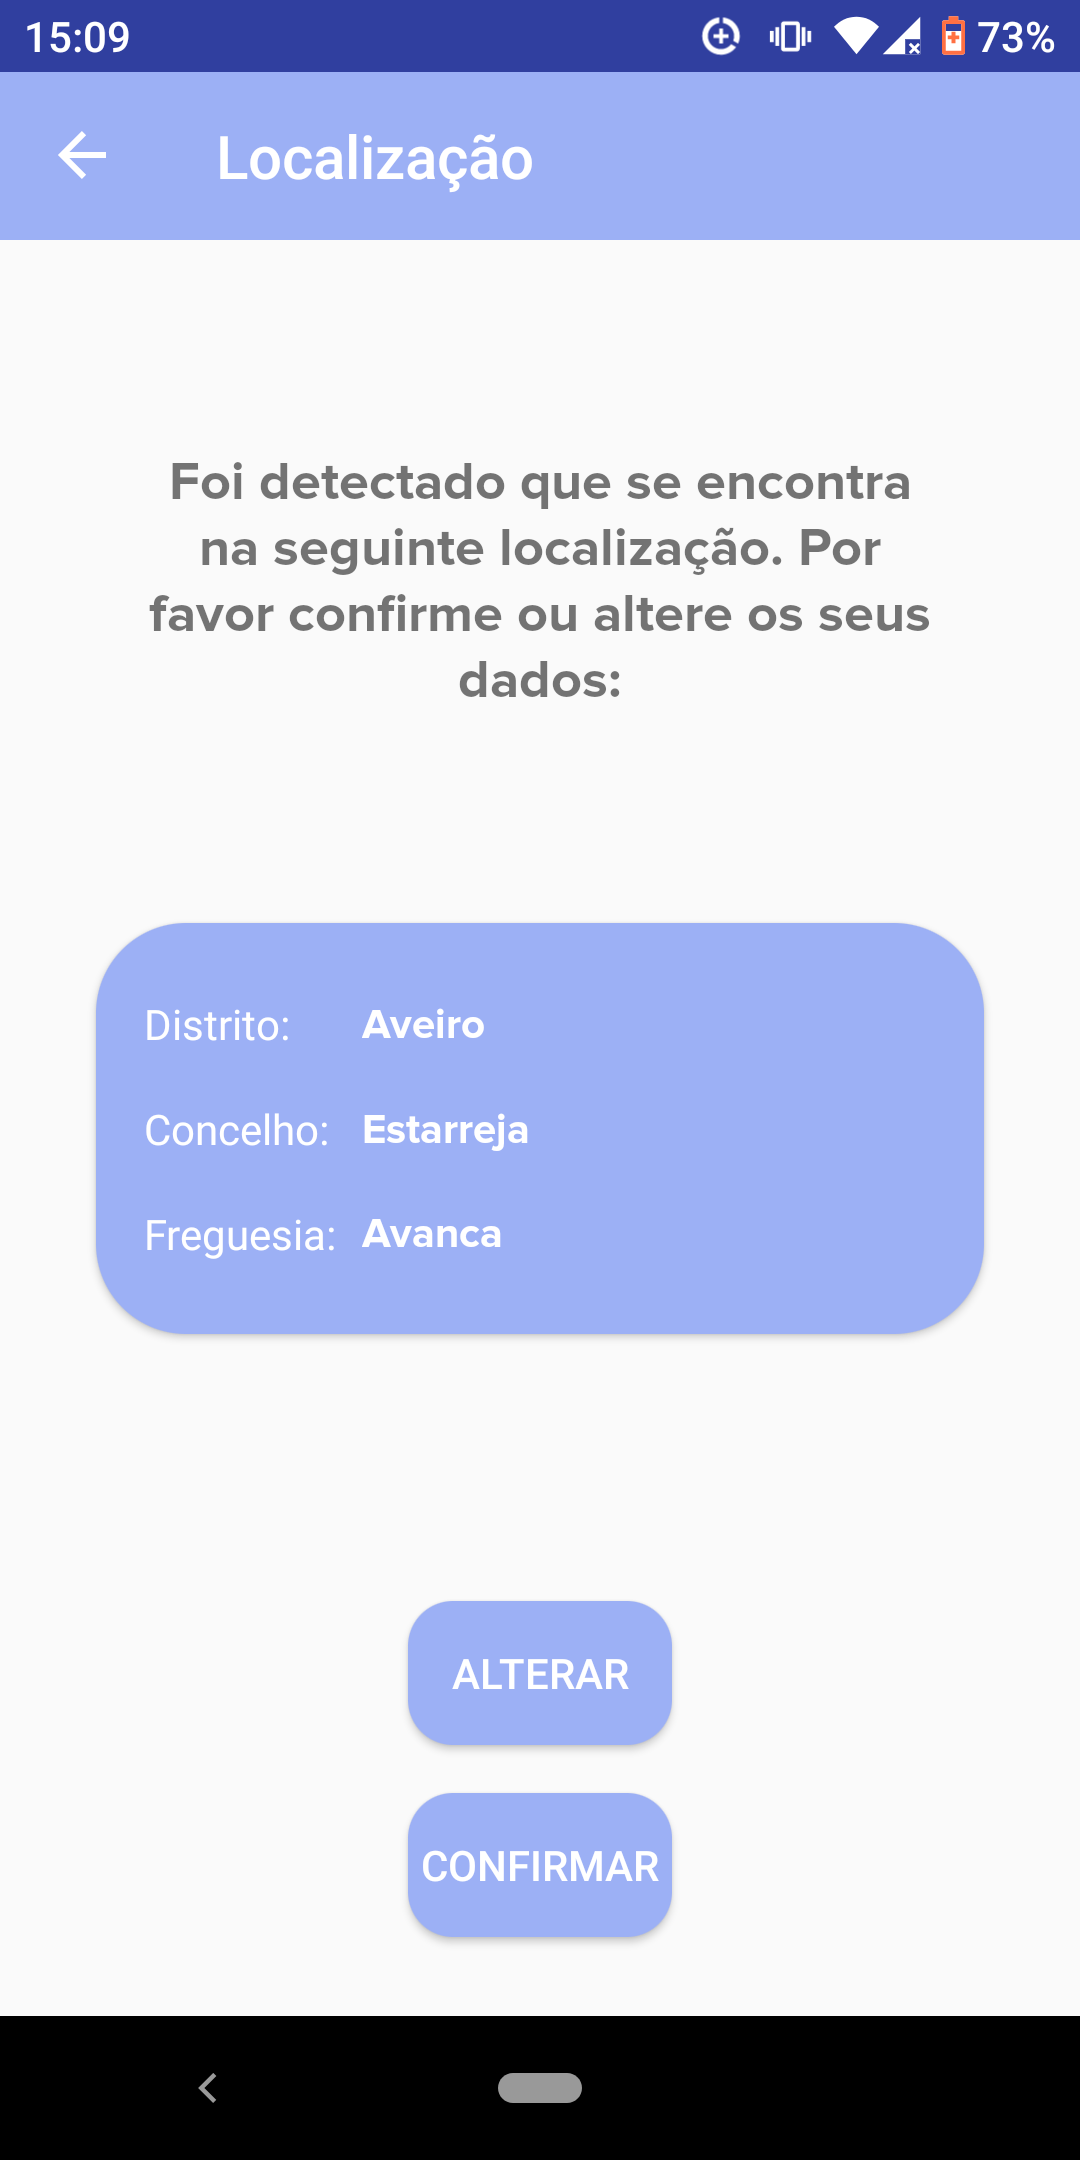 15:09
73%
Localização
Foi detectado que se encontra
na seguinte localização. Por
favor confirme ou altere os seus
dados:
Distrito: Aveiro
Concelho: Estarreja
Freguesia: Avanca
ALTERAR
CONFIRMAR